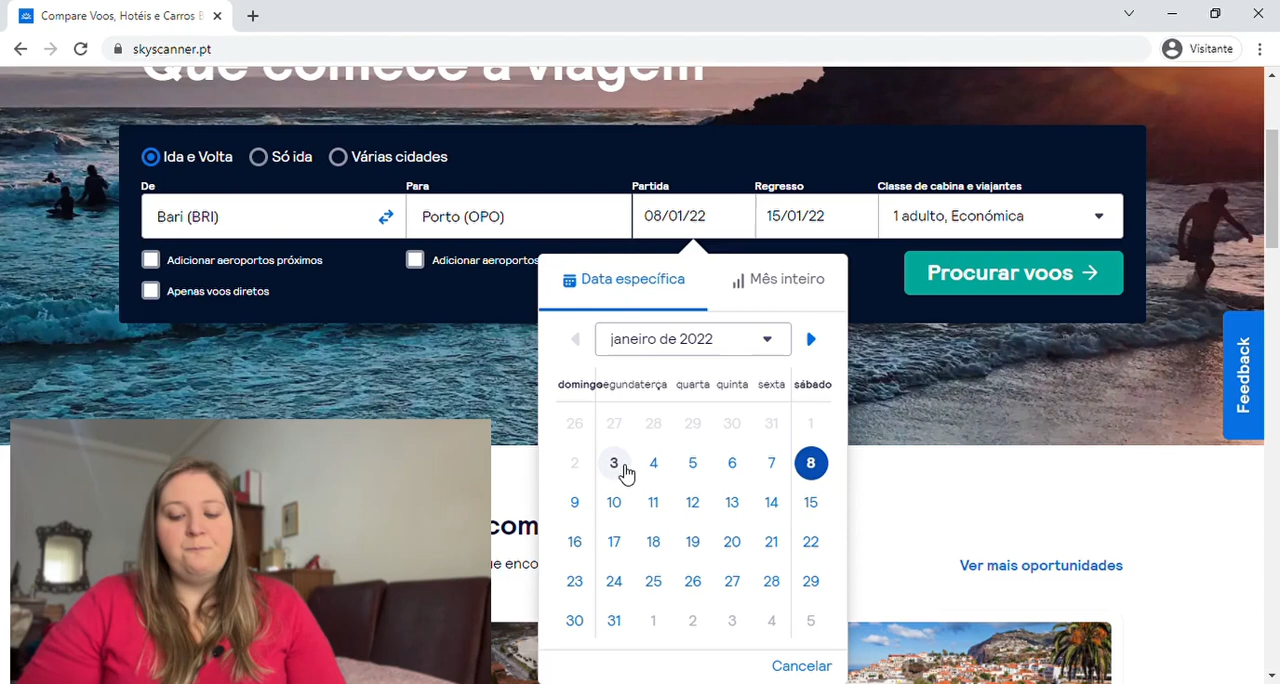 Compare Voos, Hotéis e Carros
skyscanner.pt
Visitante
Que comece a viagem
Ida e Volta Só ida Várias cidades
De Para Partida Regresso Classe de cabina e viajantes
Bari (BRI) Porto (OPO) 08/01/22 15/01/22 1 adulto, Económica
Adicionar aeroportos próximos Adicionar aeroportos
Apenas voos diretos
Procurar voos →
Data específica Mês inteiro
janeiro de 2022
domingo segunda terça quarta quinta sexta sábado
26 27 28 29 30 31 1
2 3 4 5 6 7 8
9 10 11 12 13 14 15
16 17 18 19 20 21 22
23 24 25 26 27 28 29
30 31 1 2 3 4 5
Cancelar
Feedback
Ver mais oportunidades